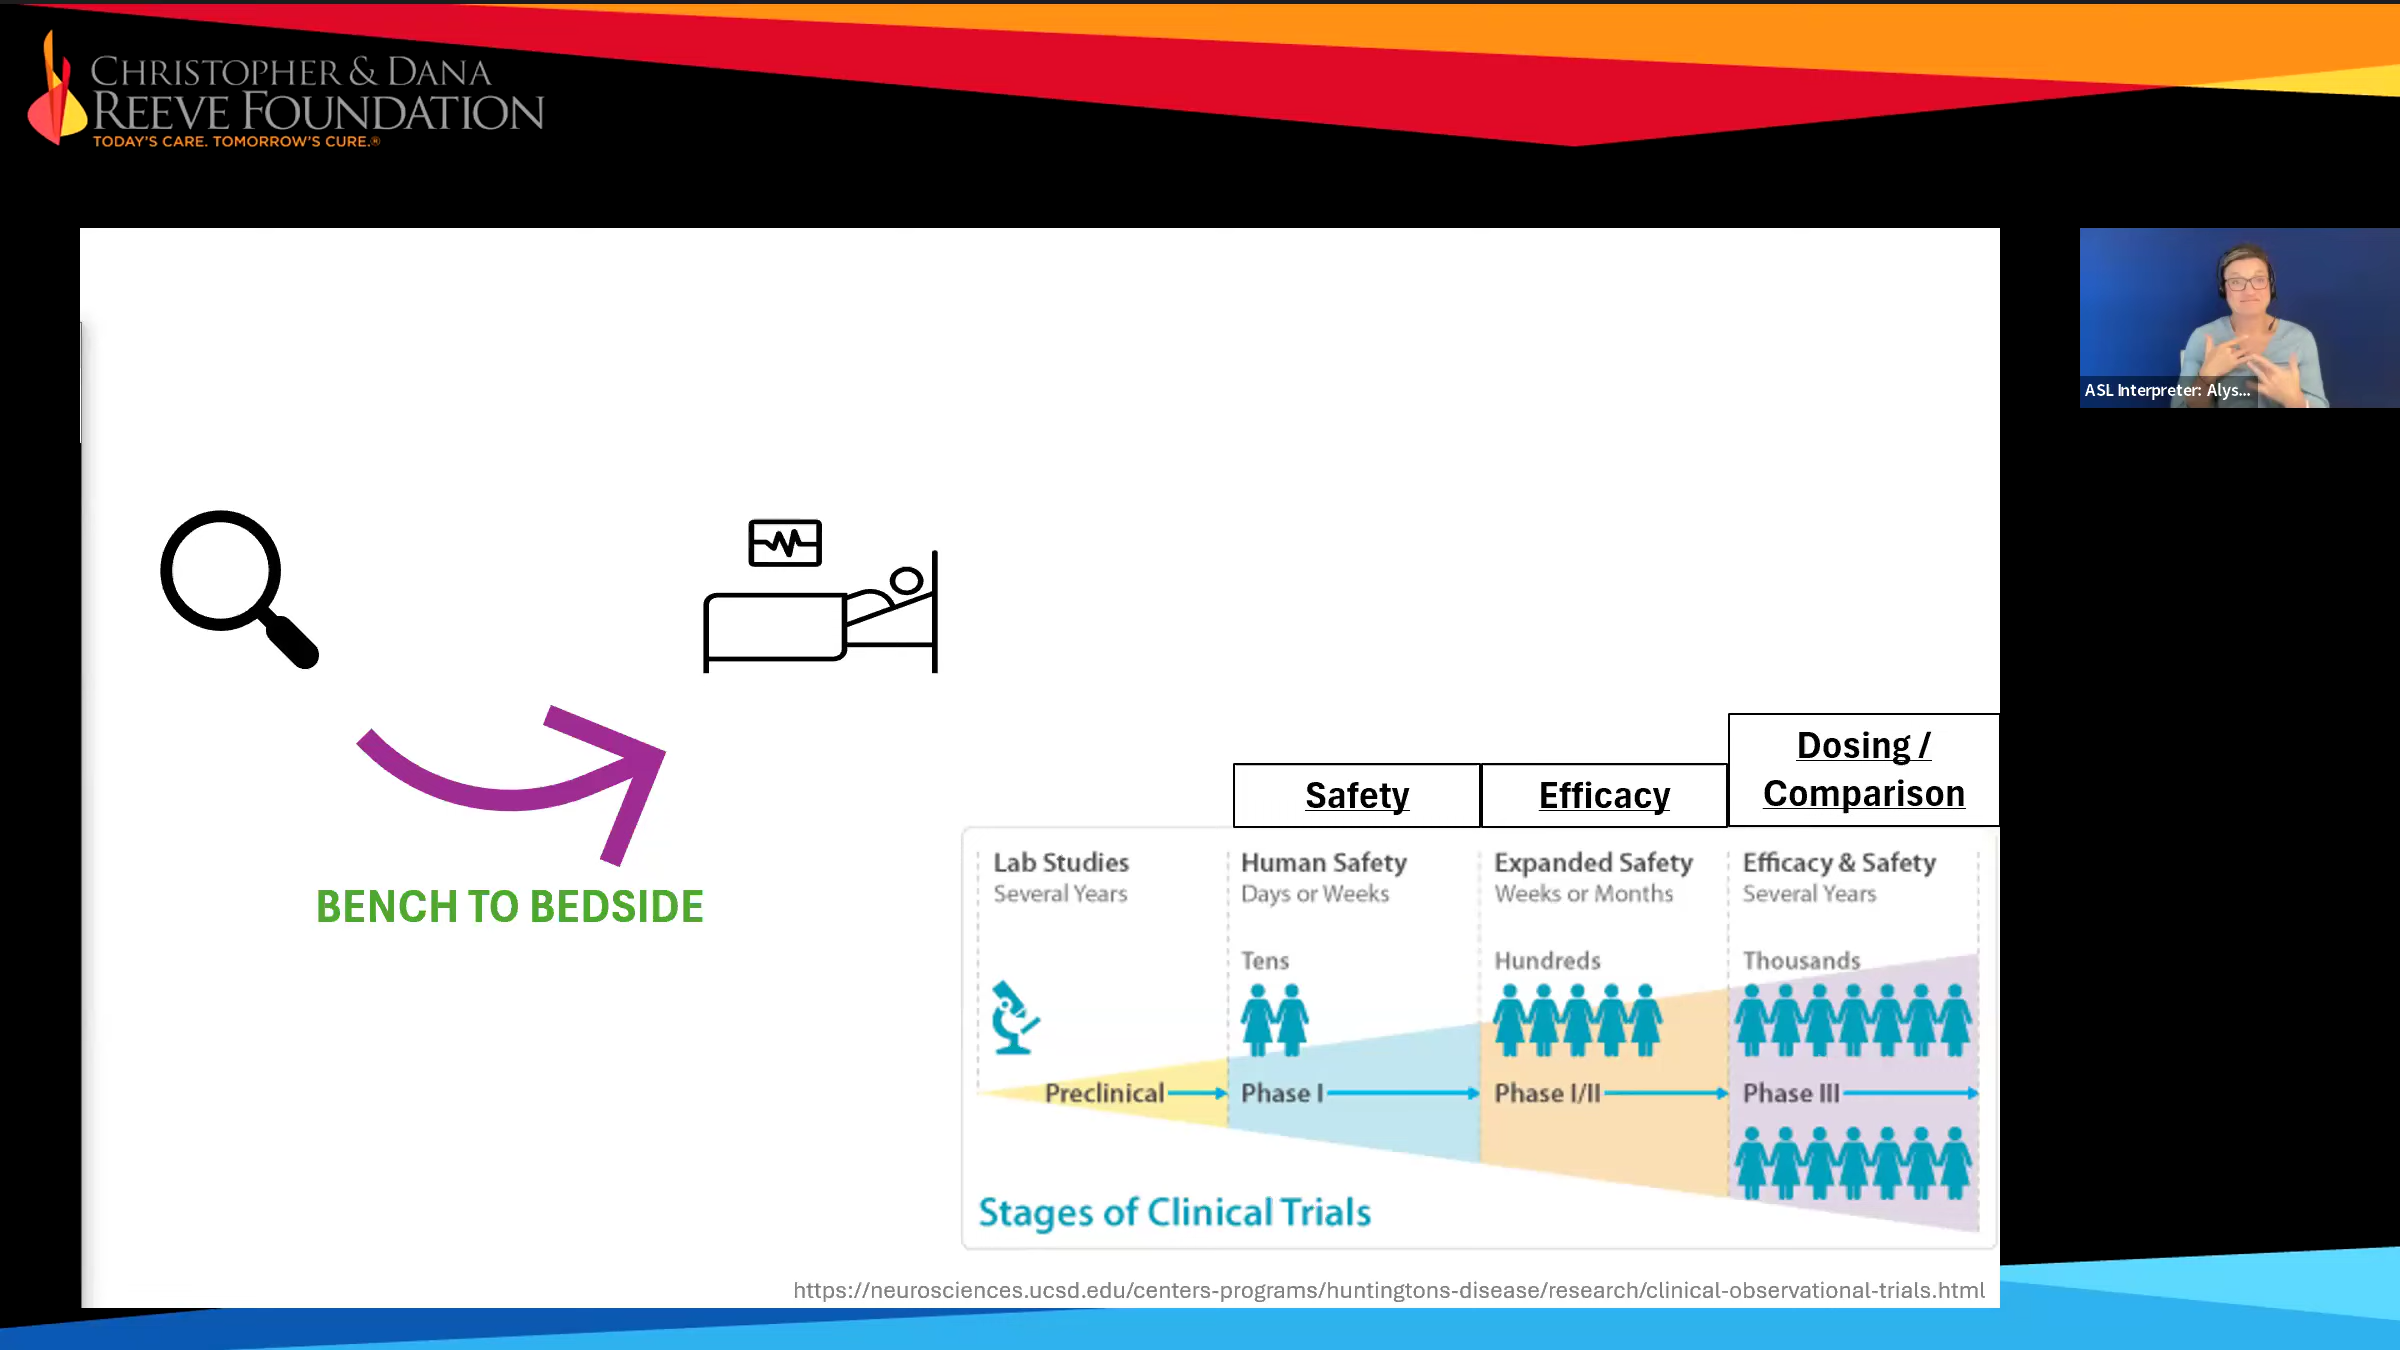 CHRISTOPHER & DANA
REEVE FOUNDATION
TODAY'S CARE. TOMORROW'S CURE.®
ASL Interpreter: Alys...
BENCH TO BEDSIDE
Safety
Efficacy
Dosing /
Comparison
Lab Studies
Several Years
Human Safety
Days or Weeks
Expanded Safety
Weeks or Months
Efficacy & Safety
Several Years
Tens
Hundreds
Thousands
Preclinical
Phase I
Phase I/II
Phase III
Stages of Clinical Trials
https://neurosciences.ucsd.edu/centers-programs/huntingtons-disease/research/clinical-observational-trials.html